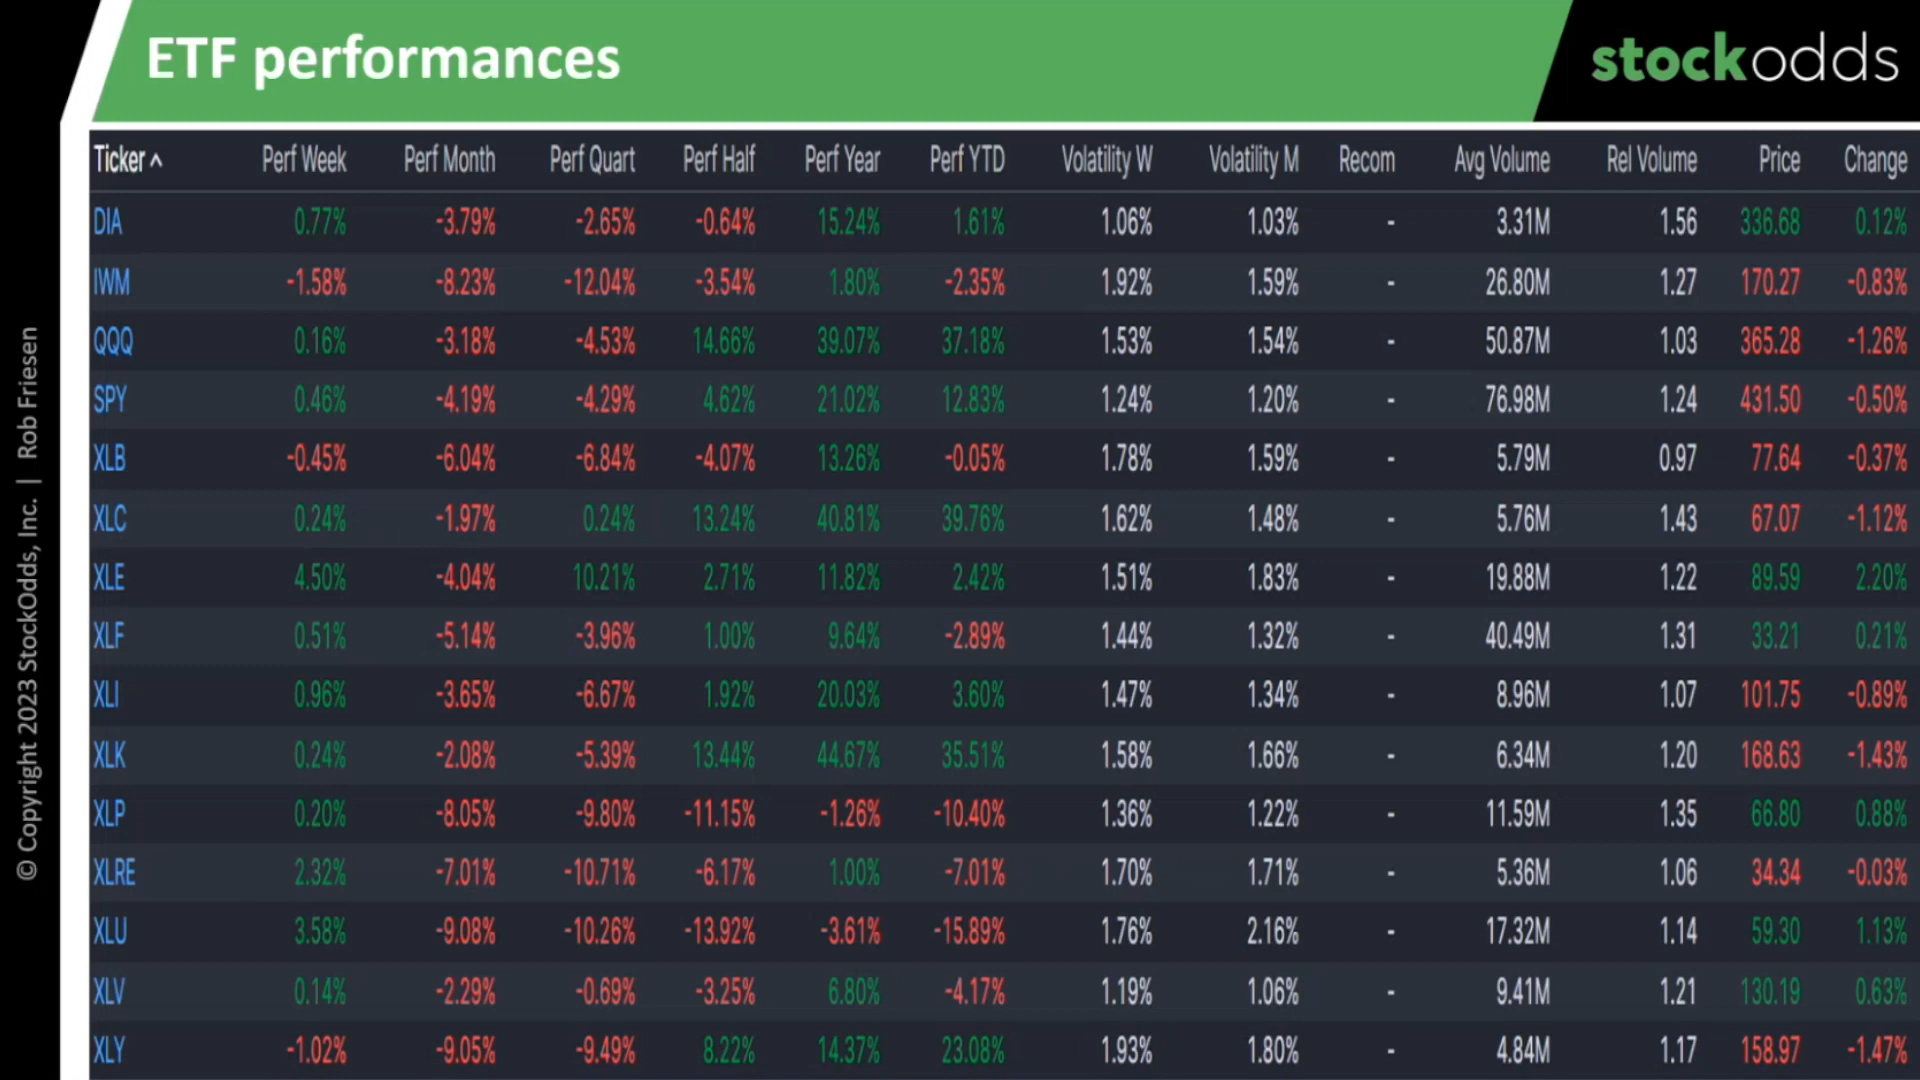 ETF performances
stockodds
Ticker ^ Perf Week Perf Month Perf Quart Perf Half Perf Year Perf YTD Volatility W Volatility M Recom Avg Volume Rel Volume Price Change
DIA 0.77% -3.79% -2.65% -0.64% 15.24% 1.61% 1.06% 1.03% - 3.31M 1.56 336.68 0.12%
IWM -1.58% -8.23% -12.04% -3.54% 1.80% -2.35% 1.92% 1.59% - 26.80M 1.27 170.27 -0.83%
QQQ 0.16% -3.18% -4.53% 14.66% 39.07% 37.18% 1.53% 1.54% - 50.87M 1.03 365.28 -1.26%
SPY 0.46% -4.19% -4.29% 4.62% 21.02% 12.83% 1.24% 1.20% - 76.98M 1.24 431.50 -0.50%
XLB -0.45% -6.04% -6.84% -4.07% 13.26% -0.05% 1.78% 1.59% - 5.79M 0.97 77.64 -0.37%
XLC 0.24% -1.97% 0.24% 13.24% 40.81% 39.76% 1.62% 1.48% - 5.76M 1.43 67.07 -1.12%
XLE 4.50% -4.04% 10.21% 2.71% 11.82% 2.42% 1.51% 1.83% - 19.88M 1.22 89.59 2.20%
XLF 0.51% -5.14% -3.96% 1.00% 9.64% -2.89% 1.44% 1.32% - 40.49M 1.31 33.21 0.21%
XLI 0.96% -3.65% -6.67% 1.92% 20.03% 3.60% 1.47% 1.34% - 8.96M 1.07 101.75 -0.89%
XLK 0.24% -2.08% -5.39% 13.44% 44.67% 35.51% 1.58% 1.66% - 6.34M 1.20 168.63 -1.43%
XLP 0.20% -8.05% -9.80% -11.15% -1.26% -10.40% 1.36% 1.22% - 11.59M 1.35 66.80 0.88%
XLRE 2.32% -7.01% -10.71% -6.17% 1.00% -7.01% 1.70% 1.71% - 5.36M 1.06 34.34 -0.03%
XLU 3.58% -9.08% -10.26% -13.92% -3.61% -15.89% 1.76% 2.16% - 17.32M 1.14 59.30 1.13%
XLV 0.14% -2.29% -0.69% -3.25% 6.80% -4.17% 1.19% 1.06% - 9.41M 1.21 130.19 0.63%
XLY -1.02% -9.05% -9.49% 8.22% 14.37% 23.08% 1.93% 1.80% - 4.84M 1.17 158.97 -1.47%
© Copyright 2023 StockOdds, Inc. | Rob Friesen